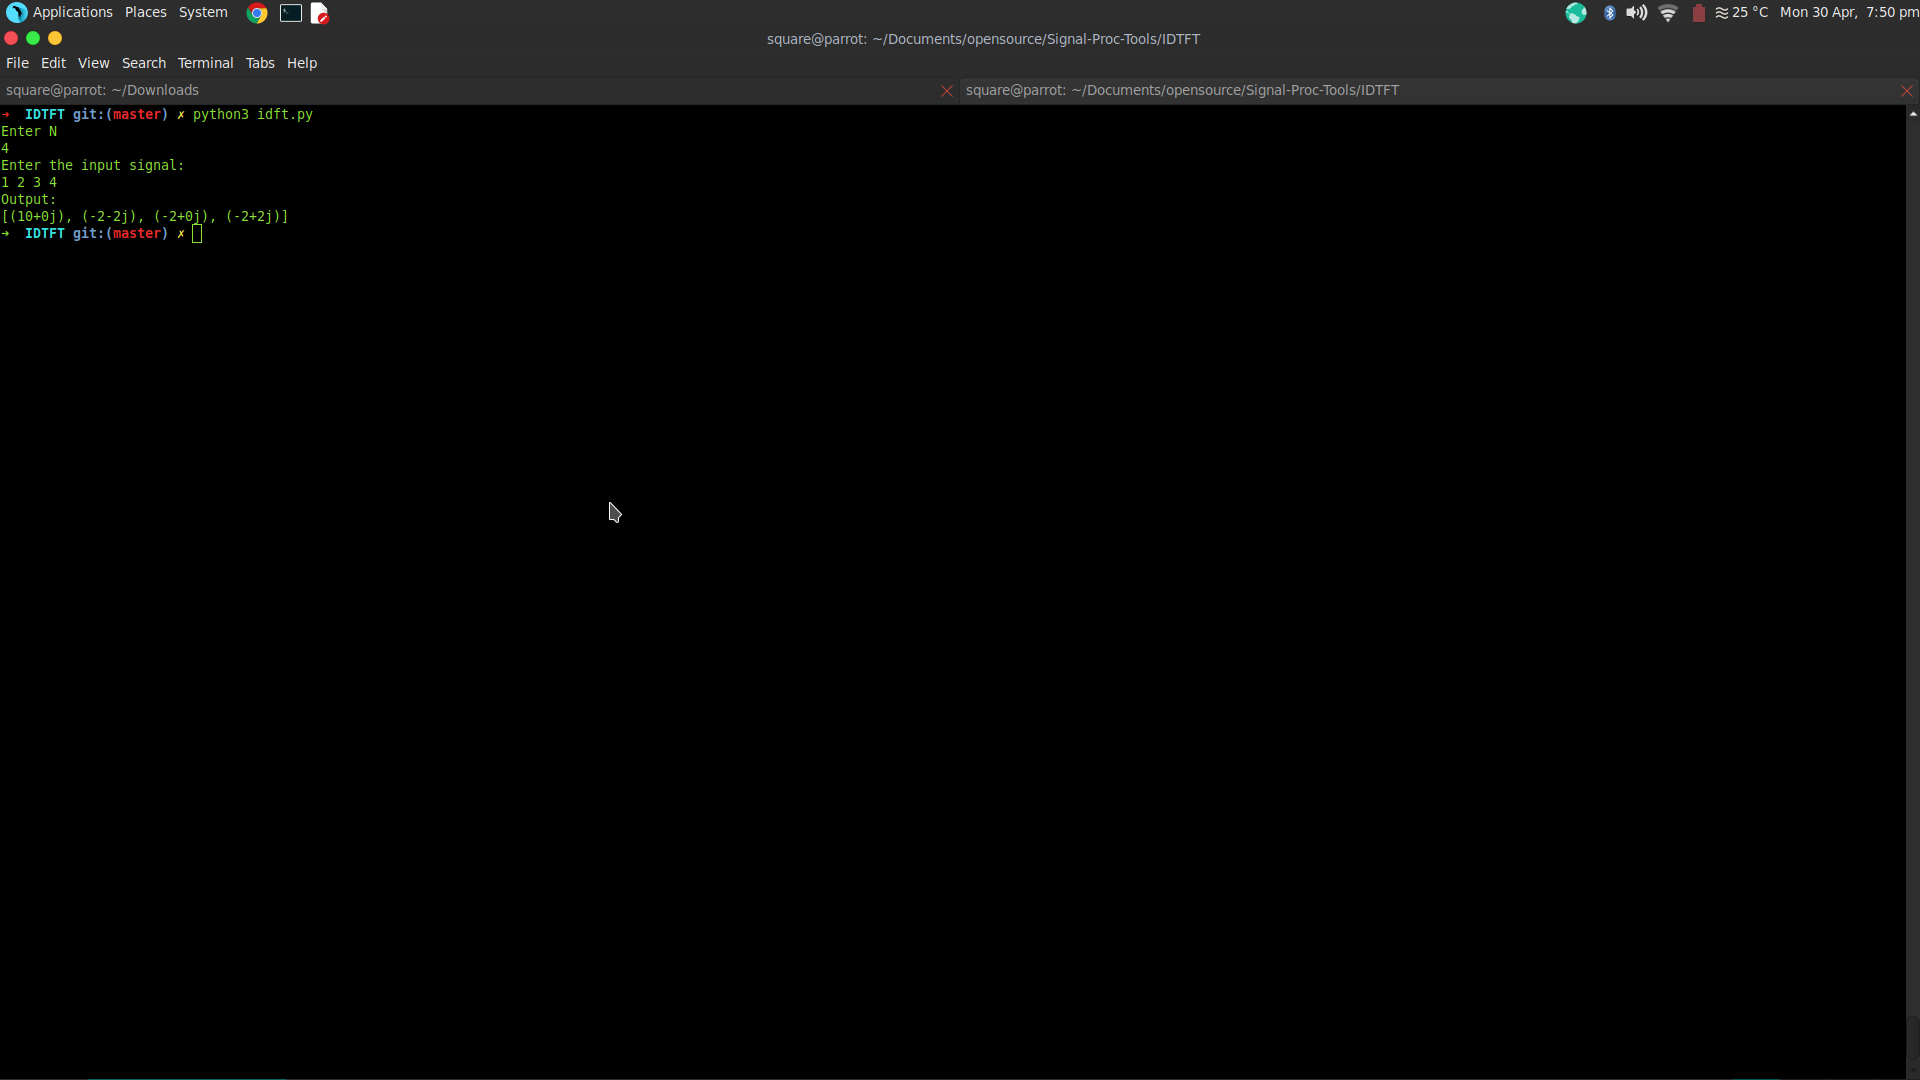 Applications Places System 25 °C Mon 30 Apr, 7:50 pm
square@parrot: ~/Documents/opensource/Signal-Proc-Tools/IDTFT
File Edit View Search Terminal Tabs Help
square@parrot: ~/Downloads square@parrot: ~/Documents/opensource/Signal-Proc-Tools/IDTFT
→ IDTFT git:(master) ✗ python3 idft.py
Enter N
4
Enter the input signal:
1 2 3 4
Output:
[(10+0j), (-2-2j), (-2+0j), (-2+2j)]
→ IDTFT git:(master) ✗